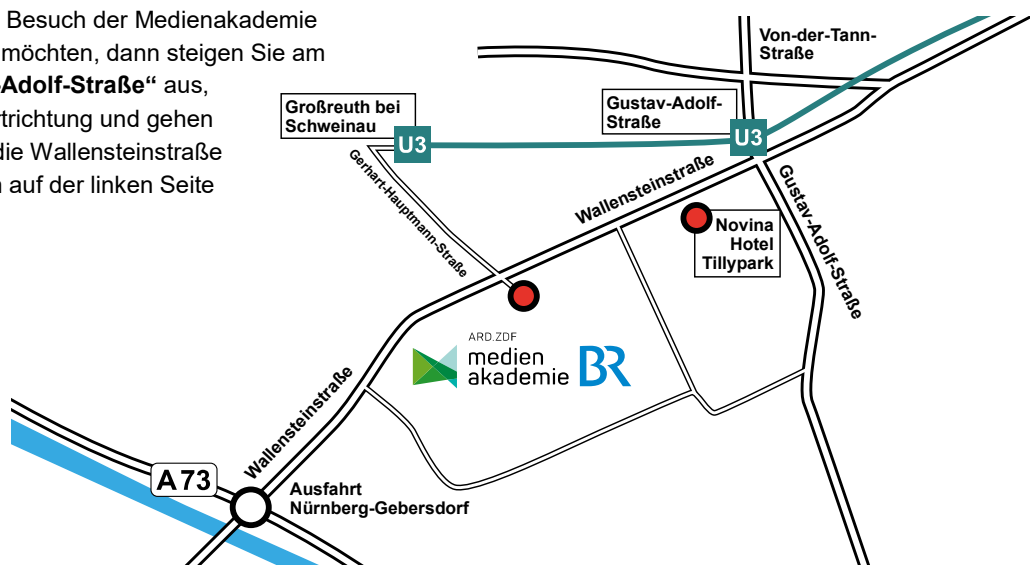 Besuch der Medienakademie
möchten, dann steigen Sie am
-Adolf-Straße“ aus,
rtrichtung und gehen
die Wallensteinstraße
auf der linken Seite
Von-der-Tann-
Straße
Großreuth bei
Schweinau
U3
Gustav-Adolf-
Straße
U3
Gerhart-Hauptmann-Straße
Wallensteinstraße
Gustav-Adolf-Straße
Novina
Hotel
Tillypark
ARD.ZDF
medien
akademie
BR
Wallensteinstraße
A73
Ausfahrt
Nürnberg-Gebersdorf